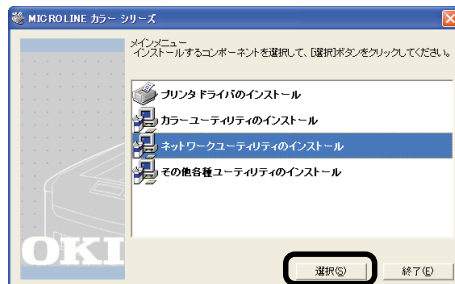 MICROLINE カラー シリーズ
メインメニュー
インストールするコンポーネントを選択して、[選択]ボタンをクリックしてください。
プリンタドライバのインストール
カラーユーティリティのインストール
ネットワークユーティリティのインストール
その他各種ユーティリティのインストール
OKI
選択(S)
終了(E)